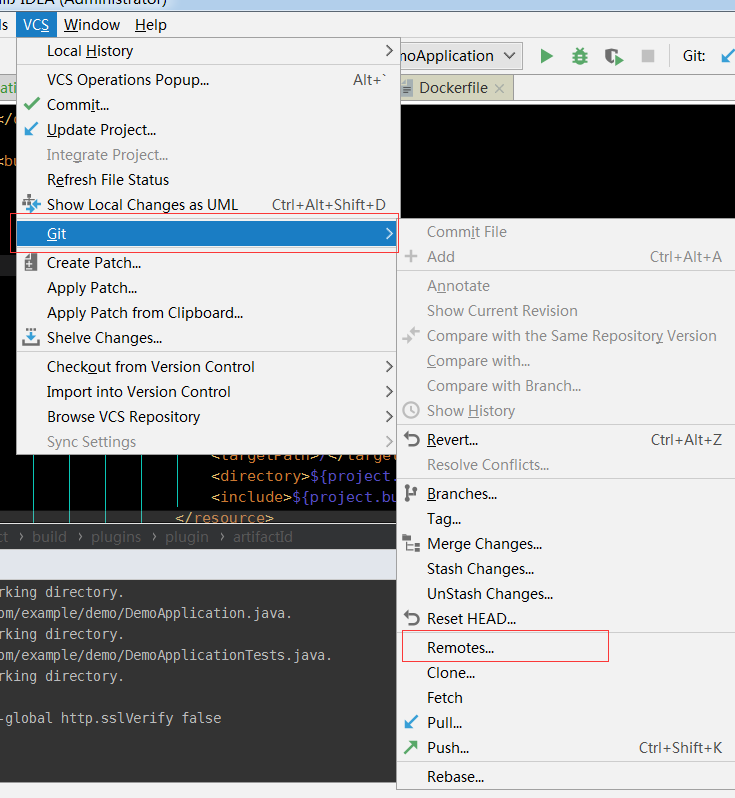 IDEA (Administrator)
VCS Window Help
Local History
VCS Operations Popup... Alt+`
Commit...
Update Project...
Integrate Project...
Refresh File Status
Show Local Changes as UML Ctrl+Alt+Shift+D
Git
Create Patch...
Apply Patch...
Apply Patch from Clipboard...
Shelve Changes...
Checkout from Version Control
Import into Version Control
Browse VCS Repository
Sync Settings
moApplication Git:
Dockerfile
Commit File
Add Ctrl+Alt+A
Annotate
Show Current Revision
Compare with the Same Repository Version
Compare with...
Compare with Branch...
Show History
Revert... Ctrl+Alt+Z
Resolve Conflicts...
Branches...
Tag...
Merge Changes...
Stash Changes...
UnStash Changes...
Reset HEAD...
Remotes...
Clone...
Fetch
Pull...
Push... Ctrl+Shift+K
Rebase...
<targetPath>/</targe
<directory>${project.
<include>${project.bu
</resource>
ct › build › plugins › plugin › artifactId
rking directory.
om/example/demo/DemoApplication.java.
rking directory.
om/example/demo/DemoApplicationTests.java.
rking directory.
-global http.sslVerify false